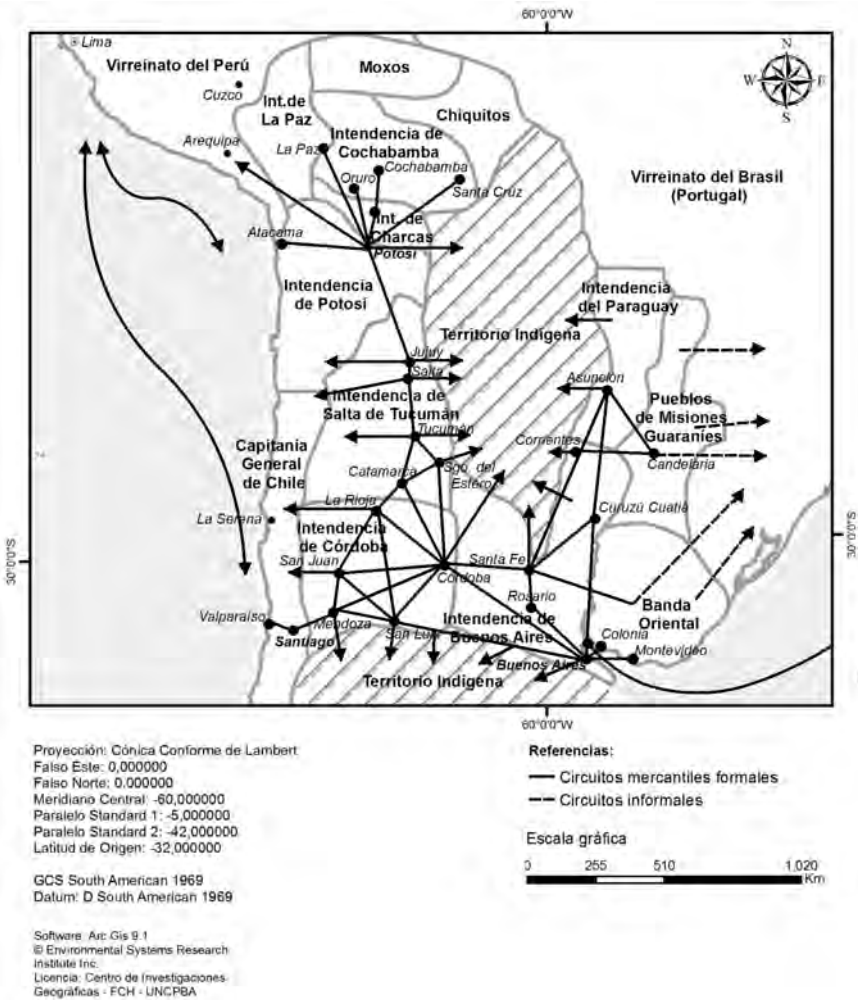 60°0'0"W
Lima
Virreinato del Perú
Moxos
N
W
E
S
Cuzco
Int.de
La Paz
Chiquitos
Arequipa
La Paz
Intendencia de
Cochabamba
Cochabamba
Oruro
Santa Cruz
Virreinato del Brasil
(Portugal)
Int. de
Charcas
Atacama
Potosí
Intendencia
de Potosí
Intendencia
del Paraguay
Territorio Indígena
Jujuy
Salta
Asunción
Intendencia de
Salta de Tucumán
Pueblos
de Misiones
Guaraníes
Tucumán
Corrientes
Candelaria
Capitanía
General
de Chile
Catamarca
Sgo. del
Estero
La Rioja
Curuzú Cuatiá
La Serena
Intendencia
de Córdoba
30°0'0"S
30°0'0"S
San Juan
Córdoba
Santa Fe
Rosario
Banda
Oriental
Valparaíso
Santiago
Mendoza
San Luis
Intendencia de
Buenos Aires
Colonia
Montevideo
Buenos Aires
Territorio Indígena
60°0'0"W
Proyección: Cónica Conforme de Lambert
Falso Este: 0,000000
Falso Norte: 0.000000
Meridiano Central: -60,000000
Paralelo Standard 1: -5,000000
Paralelo Standard 2: -42,000000
Latitud de Origen: -32,000000
GCS South American 1969
Datum: D South American 1969
Software: Arc Gis 9.1
© Environmental Systems Research
Institute Inc.
Licencia: Centro de Investigaciones
Geográficas - FCH - UNCPBA
Referencias:
Circuitos mercantiles formales
Circuitos informales
Escala gráfica
0 255 510 1,020
Km